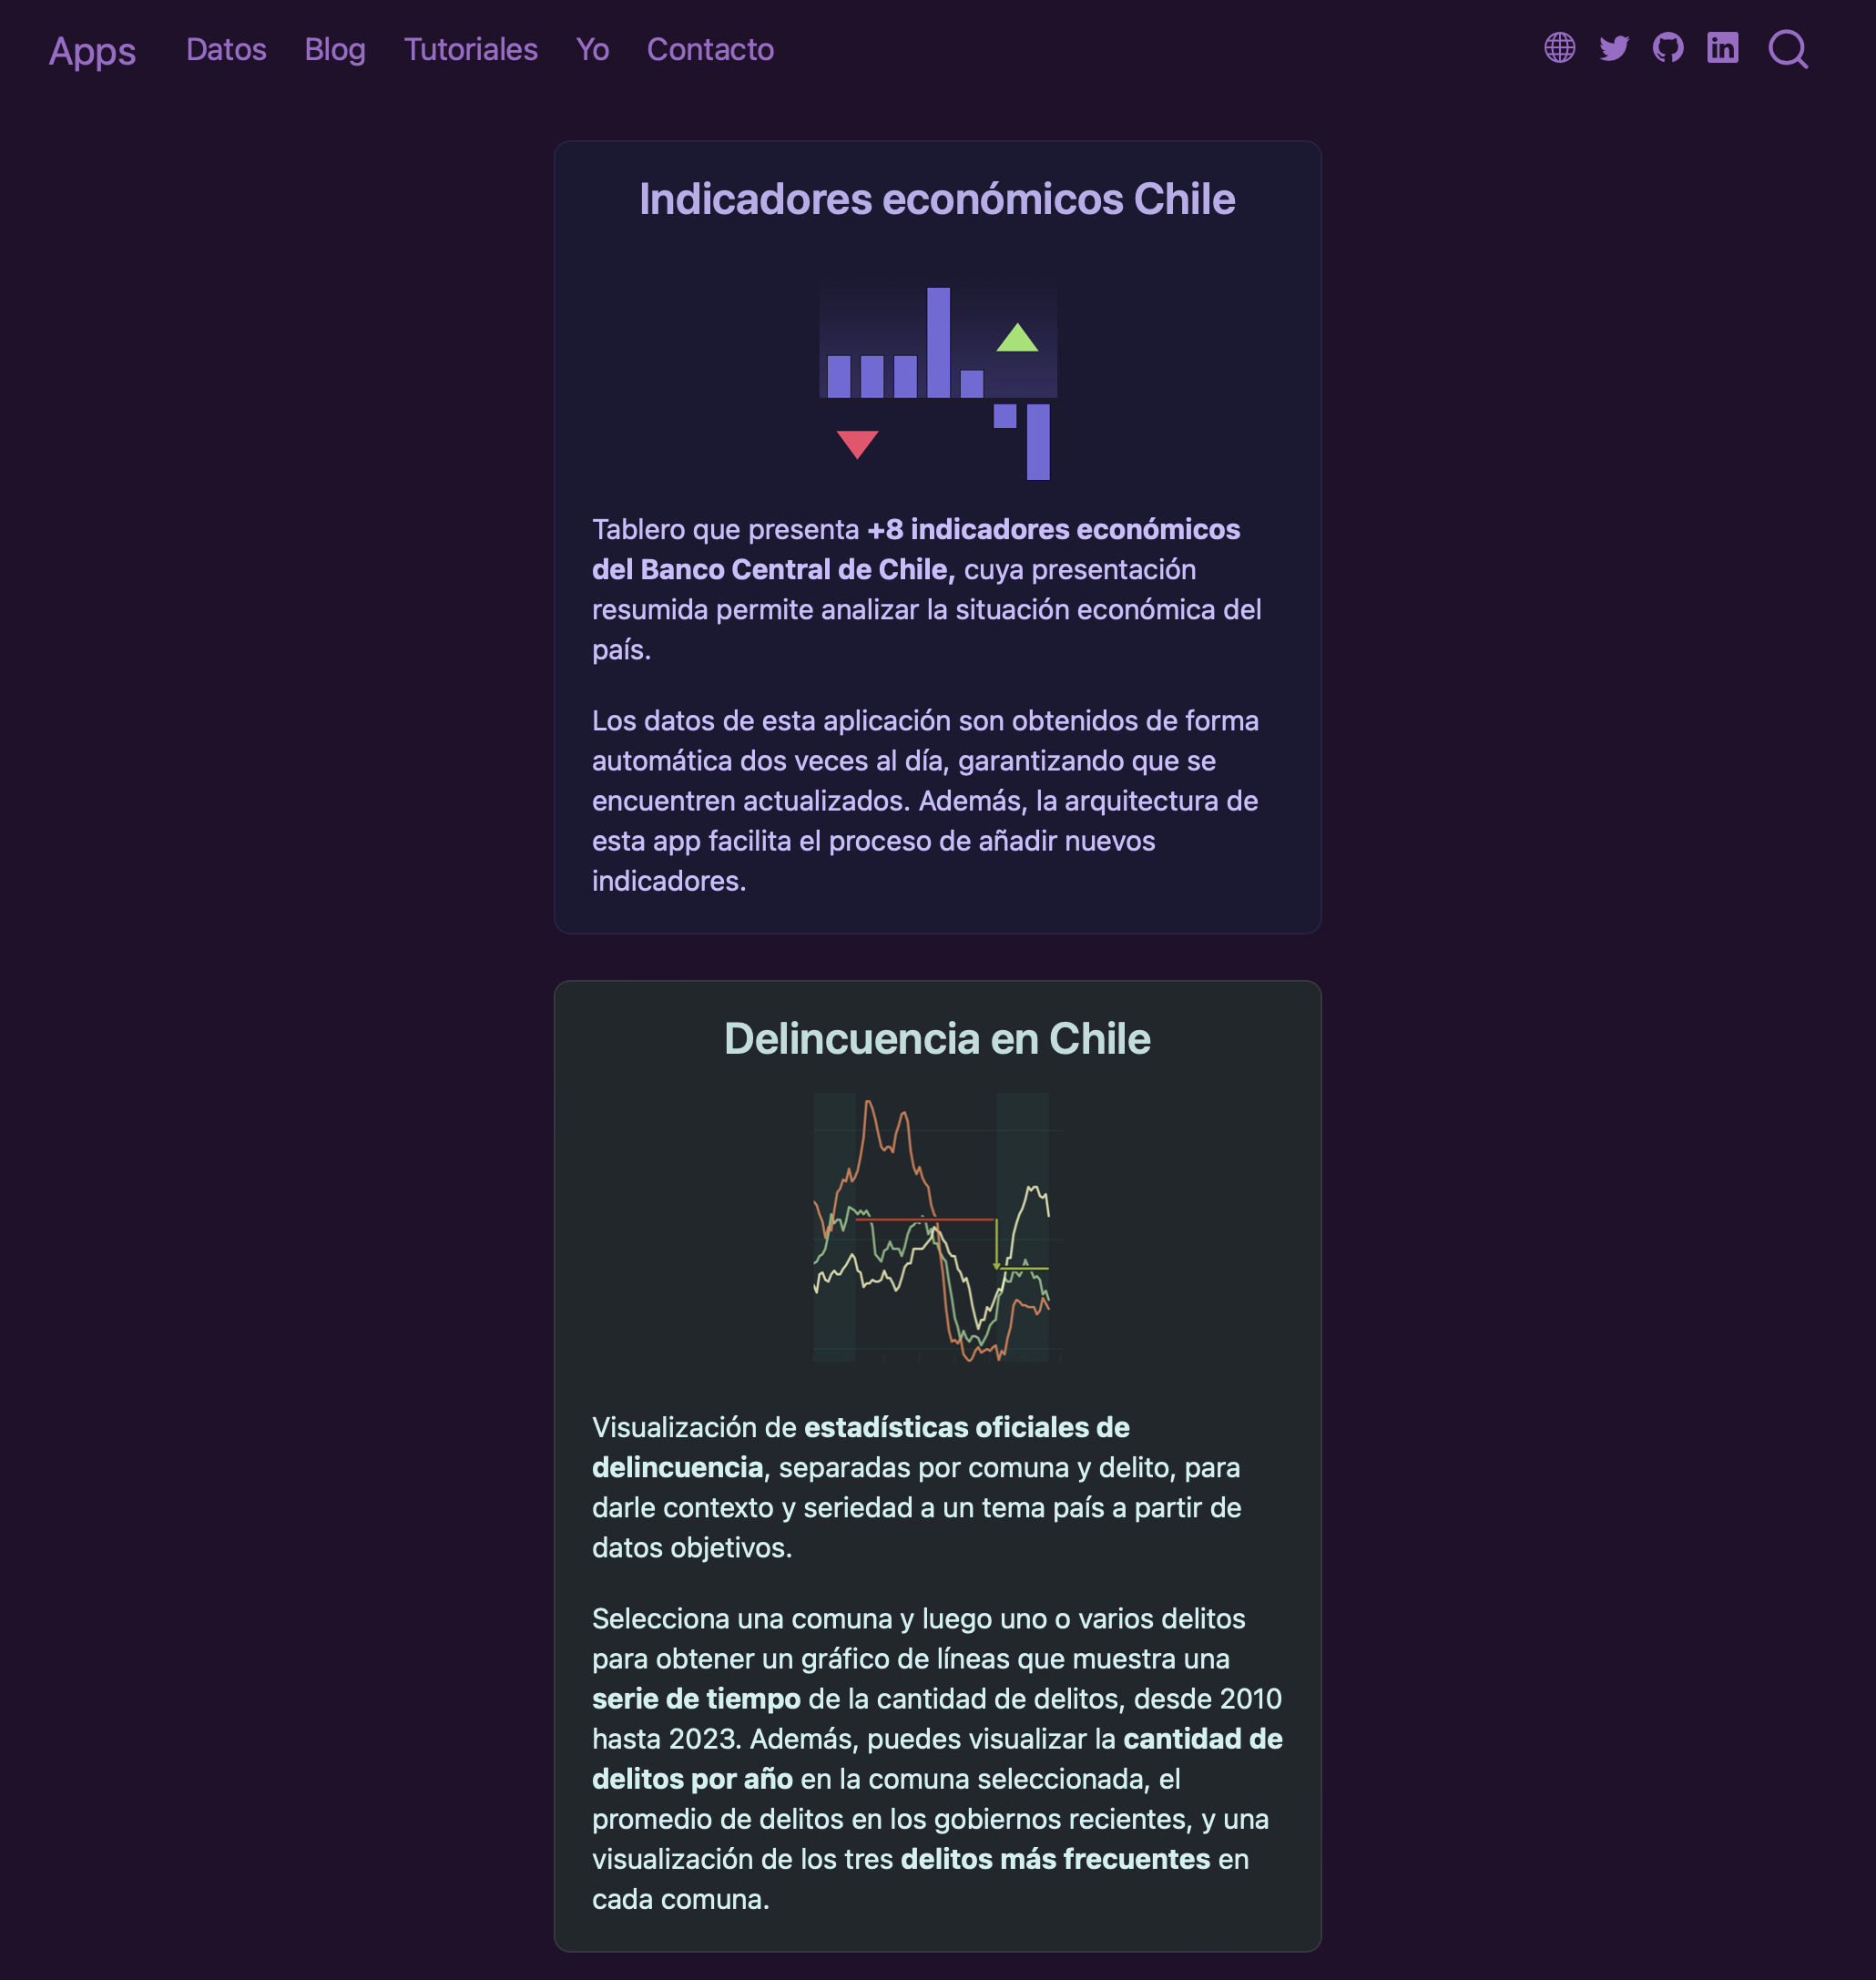 Apps Datos Blog Tutoriales Yo Contacto
Indicadores económicos Chile
Tablero que presenta +8 indicadores económicos
del Banco Central de Chile, cuya presentación
resumida permite analizar la situación económica del
país.
Los datos de esta aplicación son obtenidos de forma
automática dos veces al día, garantizando que se
encuentren actualizados. Además, la arquitectura de
esta app facilita el proceso de añadir nuevos
indicadores.
Delincuencia en Chile
Visualización de estadísticas oficiales de
delincuencia, separadas por comuna y delito, para
darle contexto y seriedad a un tema país a partir de
datos objetivos.
Selecciona una comuna y luego uno o varios delitos
para obtener un gráfico de líneas que muestra una
serie de tiempo de la cantidad de delitos, desde 2010
hasta 2023. Además, puedes visualizar la cantidad de
delitos por año en la comuna seleccionada, el
promedio de delitos en los gobiernos recientes, y una
visualización de los tres delitos más frecuentes en
cada comuna.